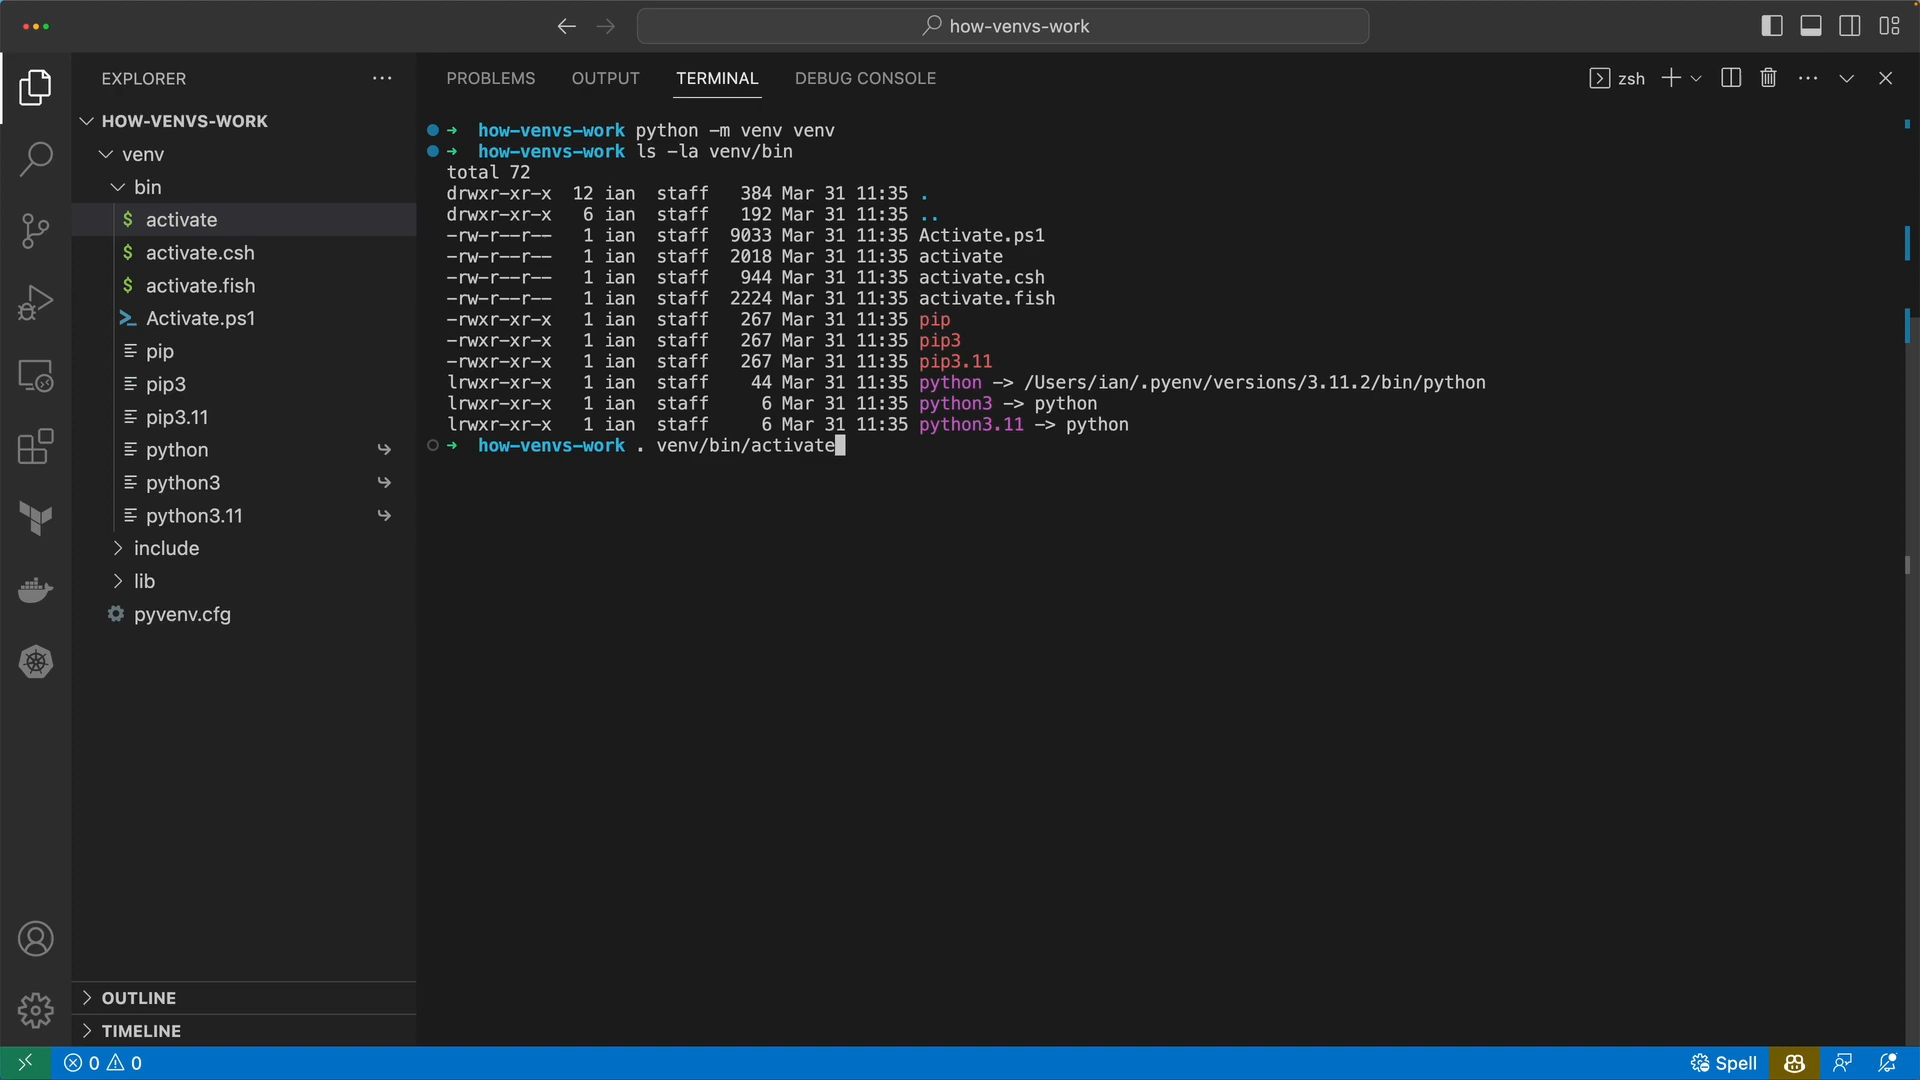 how-venvs-work
EXPLORER
HOW-VENVS-WORK
venv
bin
$ activate
$ activate.csh
$ activate.fish
Activate.ps1
pip
pip3
pip3.11
python
python3
python3.11
include
lib
pyvenv.cfg
OUTLINE
TIMELINE
PROBLEMS OUTPUT TERMINAL DEBUG CONSOLE zsh
➜ how-venvs-work python -m venv venv
➜ how-venvs-work ls -la venv/bin
total 72
drwxr-xr-x 12 ian staff 384 Mar 31 11:35 .
drwxr-xr-x 6 ian staff 192 Mar 31 11:35 ..
-rw-r--r-- 1 ian staff 9033 Mar 31 11:35 Activate.ps1
-rw-r--r-- 1 ian staff 2018 Mar 31 11:35 activate
-rw-r--r-- 1 ian staff 944 Mar 31 11:35 activate.csh
-rw-r--r-- 1 ian staff 2224 Mar 31 11:35 activate.fish
-rwxr-xr-x 1 ian staff 267 Mar 31 11:35 pip
-rwxr-xr-x 1 ian staff 267 Mar 31 11:35 pip3
-rwxr-xr-x 1 ian staff 267 Mar 31 11:35 pip3.11
lrwxr-xr-x 1 ian staff 44 Mar 31 11:35 python -> /Users/ian/.pyenv/versions/3.11.2/bin/python
lrwxr-xr-x 1 ian staff 6 Mar 31 11:35 python3 -> python
lrwxr-xr-x 1 ian staff 6 Mar 31 11:35 python3.11 -> python
➜ how-venvs-work . venv/bin/activate
0 0 Spell